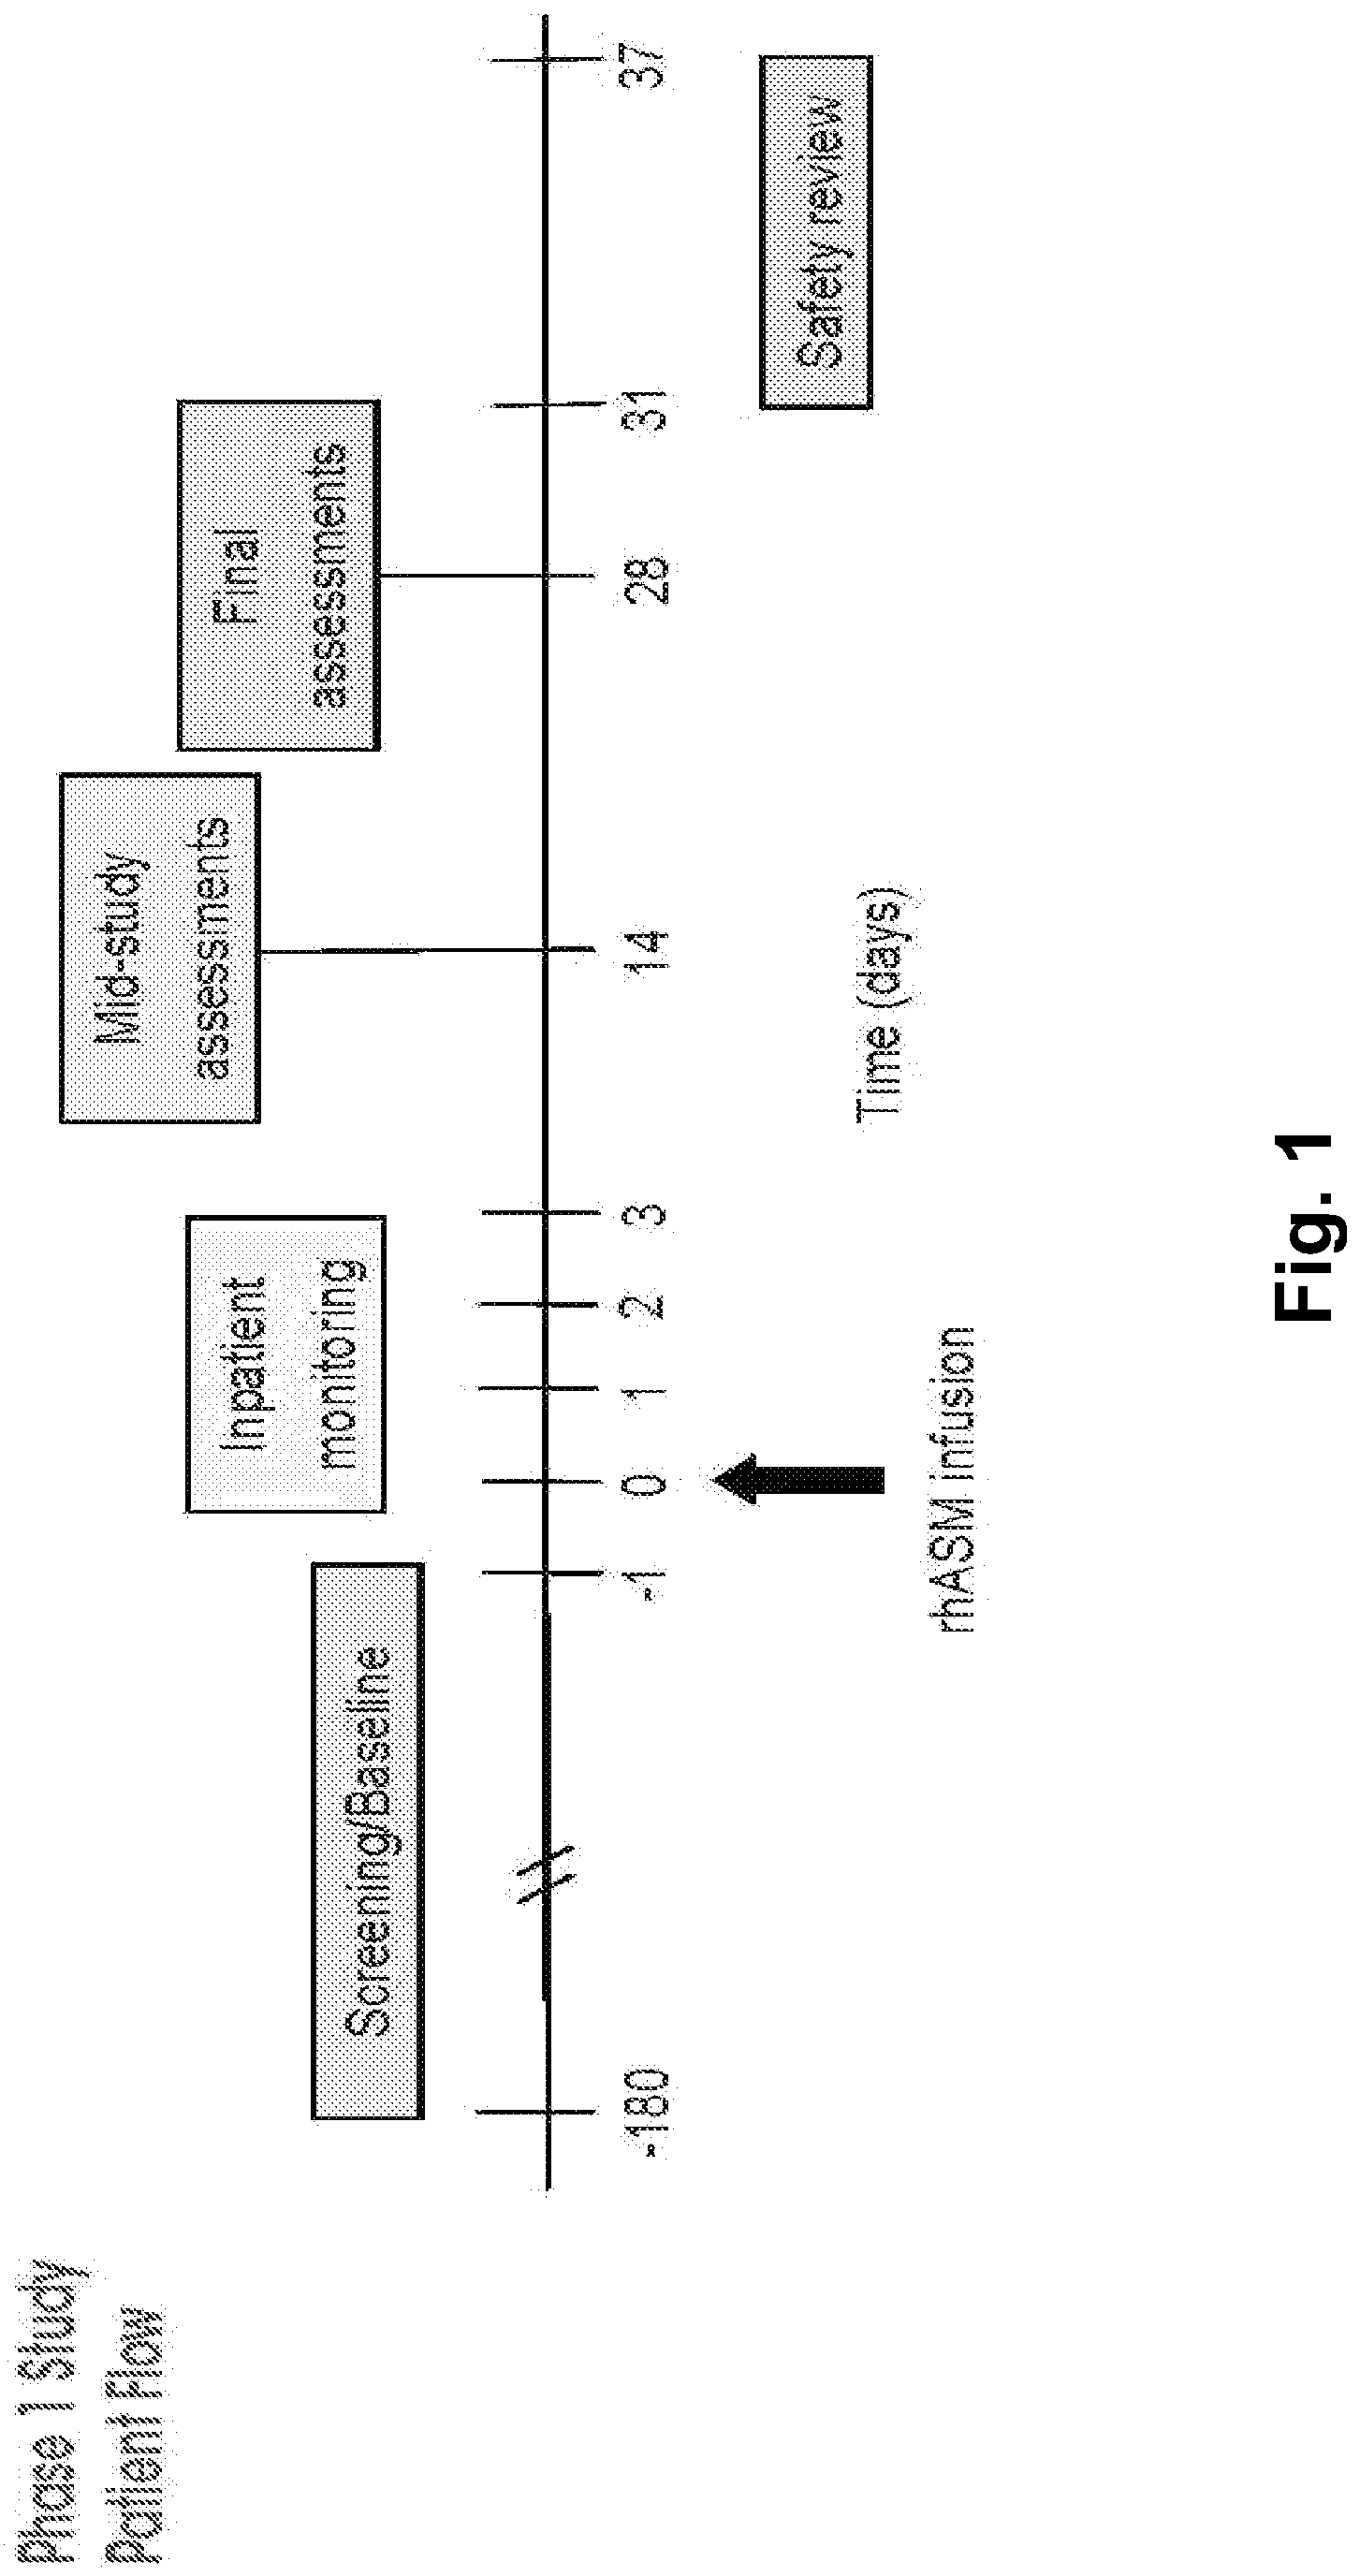 Phase 1 Study
Patient Flow
Mid-study
assessments
Inpatient
monitoring
Final
assessments
Screening/Baseline
-180
-1
0
1
2
3
14
28
31
37
Safety review
Time (days)
rhASM infusion
Fig. 1